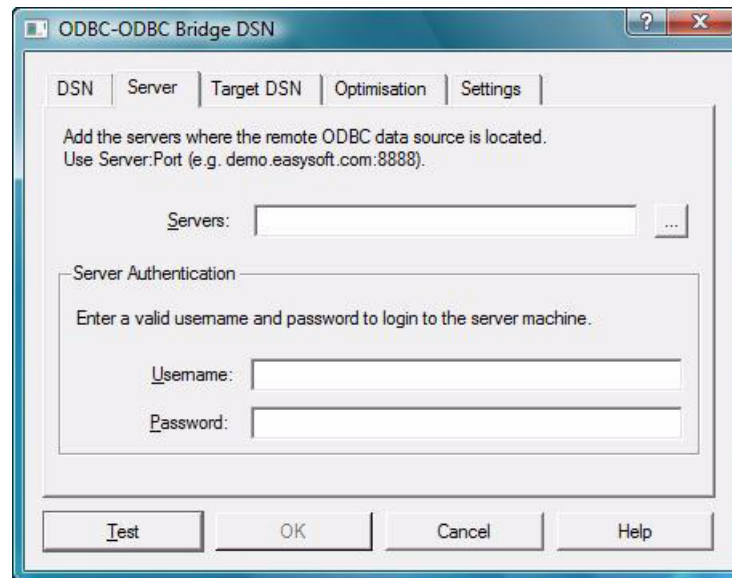 ODBC-ODBC Bridge DSN
? X
DSN Server Target DSN Optimisation Settings
Add the servers where the remote ODBC data source is located.
Use Server:Port (e.g. demo.easysoft.com:8888).
Servers: ...
Server Authentication
Enter a valid username and password to login to the server machine.
Username:
Password:
Test OK Cancel Help